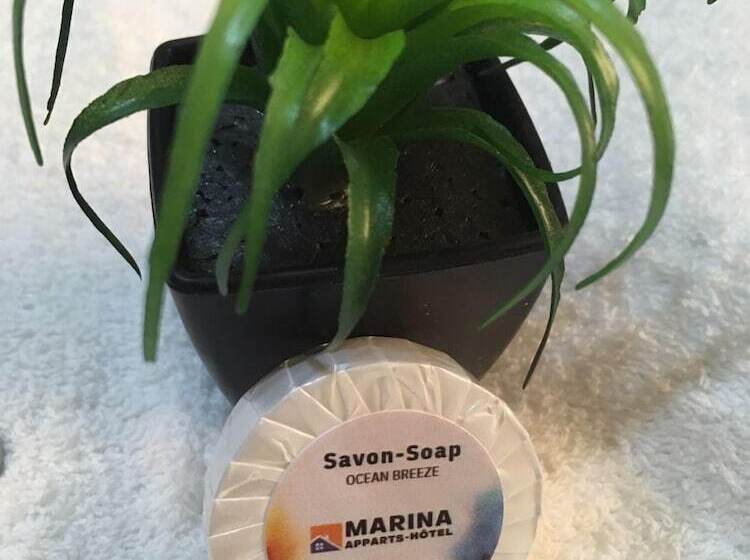 Savon-Soap
OCEAN BREEZE
MARINA
APPARTS-HÔTEL